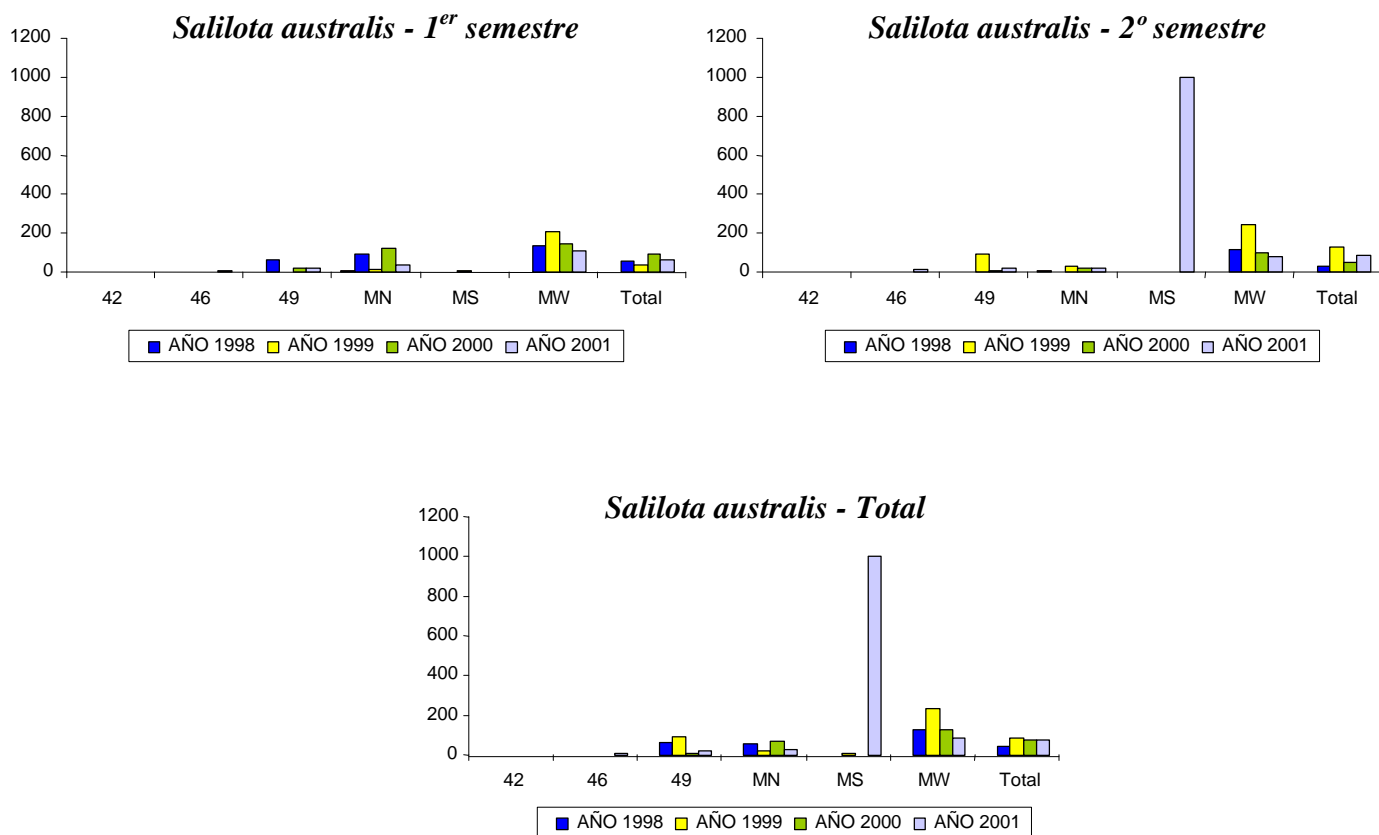 Salilota australis - 1er semestre
1200
1000
800
600
400
200
0
42 46 49 MN MS MW Total
AÑO 1998 AÑO 1999 AÑO 2000 AÑO 2001
Salilota australis - 2º semestre
1200
1000
800
600
400
200
0
42 46 49 MN MS MW Total
AÑO 1998 AÑO 1999 AÑO 2000 AÑO 2001
Salilota australis - Total
1200
1000
800
600
400
200
0
42 46 49 MN MS MW Total
AÑO 1998 AÑO 1999 AÑO 2000 AÑO 2001